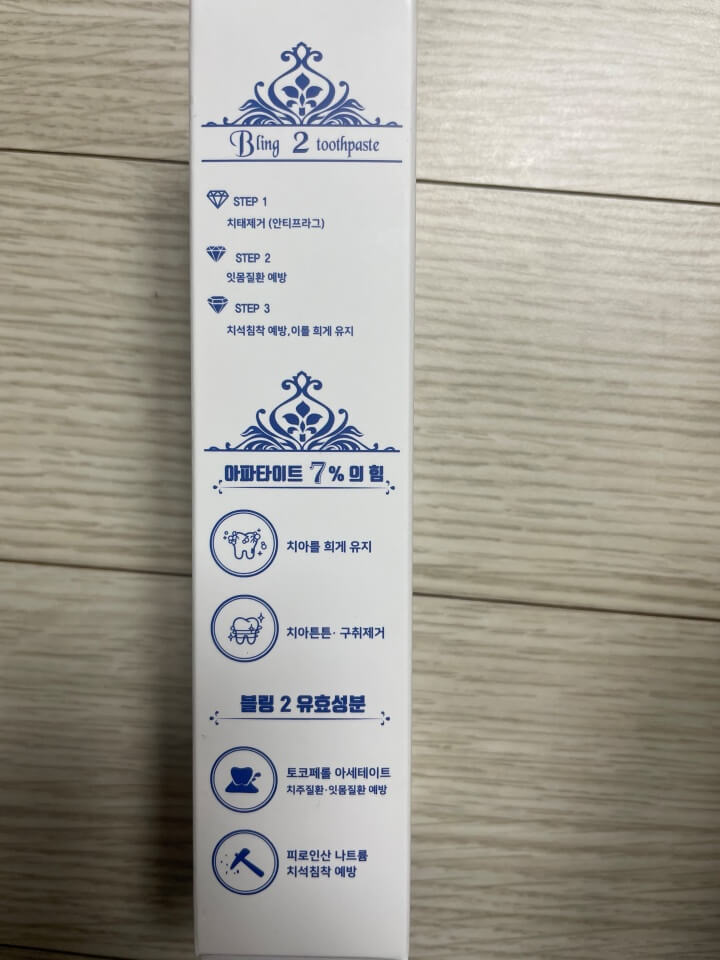 Bling 2 toothpaste
STEP 1
치태제거 (안티프라그)
STEP 2
잇몸질환 예방
STEP 3
치석침착 예방,이를 희게 유지
아파타이트 7% 의 힘
치아를 희게 유지
치아튼튼· 구취제거
블링 2 유효성분
토코페롤 아세테이트
치주질환·잇몸질환 예방
피로인산 나트륨
치석침착 예방